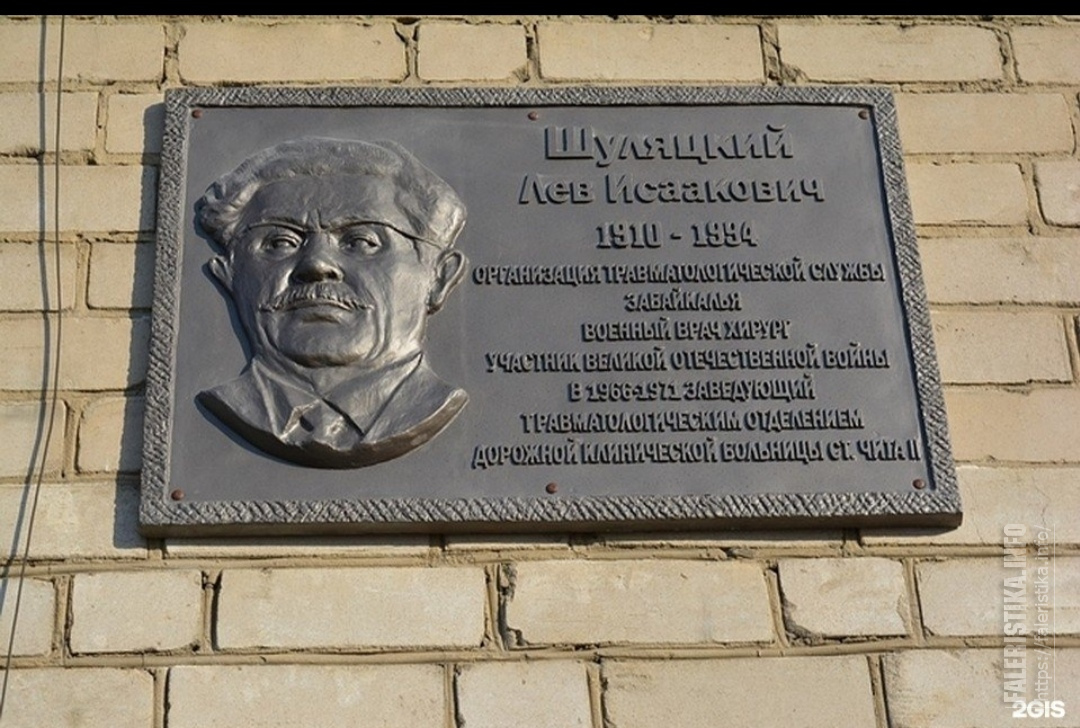 Шуляцкий
Лев Исаакович
1910 - 1994
ОРГАНИЗАЦИЯ ТРАВМАТОЛОГИЧЕСКОЙ СЛУЖБЫ
ЗАБАЙКАЛЬЯ
ВОЕННЫЙ ВРАЧ ХИРУРГ
УЧАСТНИК ВЕЛИКОЙ ОТЕЧЕСТВЕННОЙ ВОЙНЫ
В 1966-1971 ЗАВЕДУЮЩИЙ
ТРАВМАТОЛОГИЧЕСКИМ ОТДЕЛЕНИЕМ
ДОРОЖНОЙ КЛИНИЧЕСКОЙ БОЛЬНИЦЫ СТ. ЧИТА II
FALERISTIKA.INFO
https://faleristika.info/
2GIS